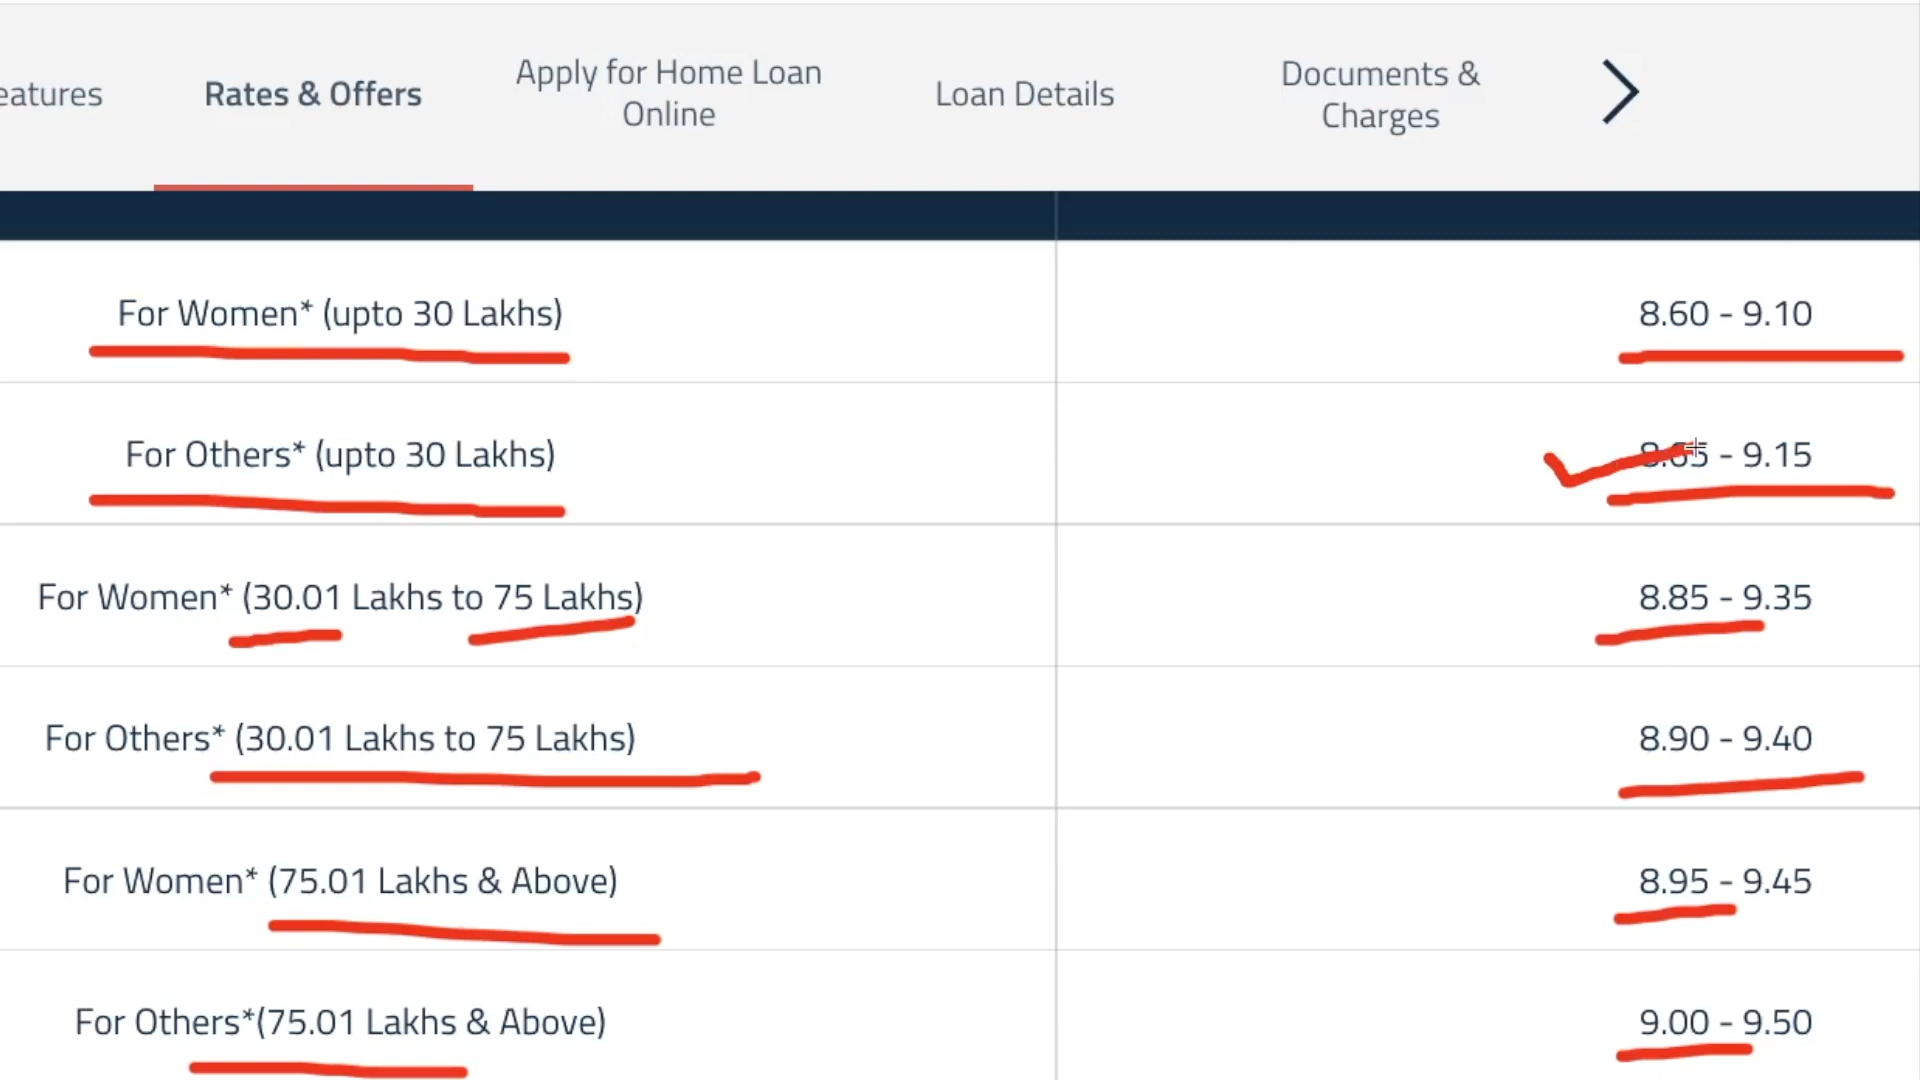 eatures
Rates & Offers
Apply for Home Loan
Online
Loan Details
Documents &
Charges
For Women* (upto 30 Lakhs)
8.60 - 9.10
For Others* (upto 30 Lakhs)
8.65 - 9.15
For Women* (30.01 Lakhs to 75 Lakhs)
8.85 - 9.35
For Others* (30.01 Lakhs to 75 Lakhs)
8.90 - 9.40
For Women* (75.01 Lakhs & Above)
8.95 - 9.45
For Others*(75.01 Lakhs & Above)
9.00 - 9.50